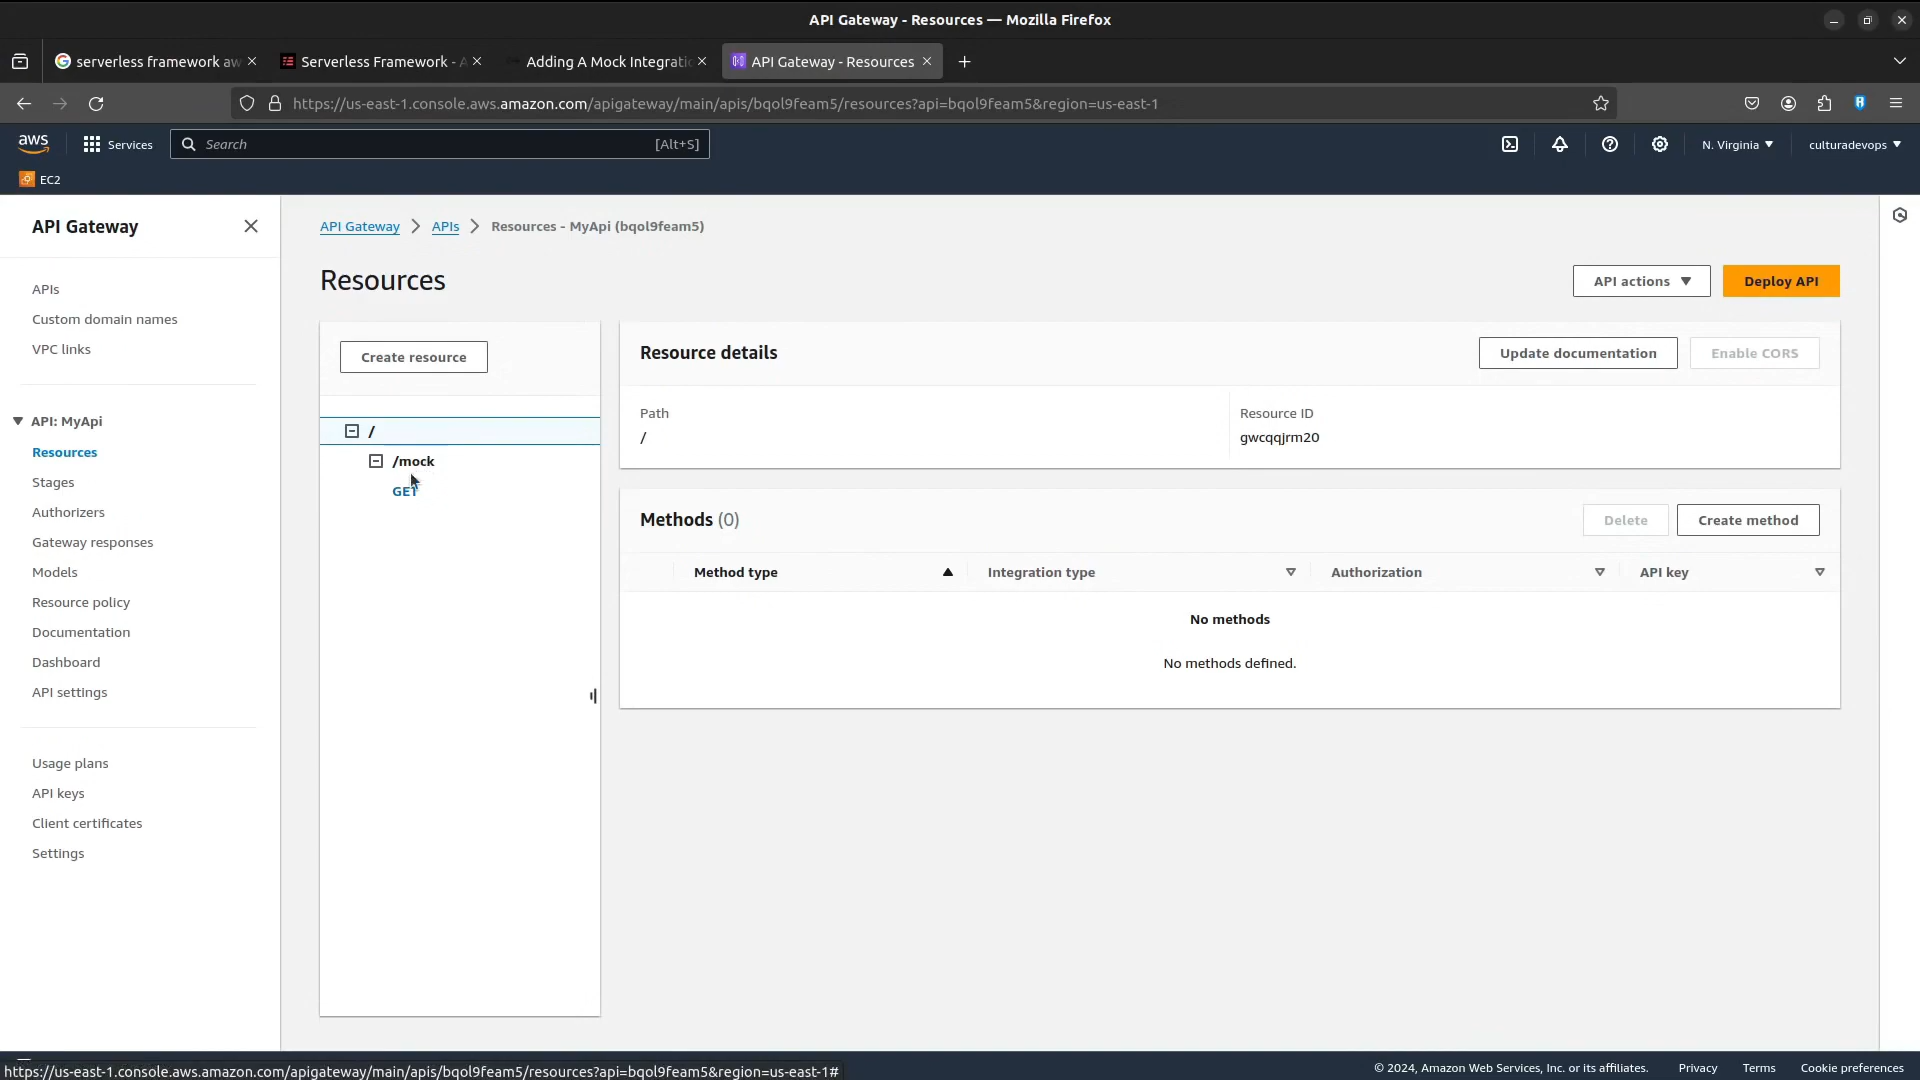 API Gateway - Resources — Mozilla Firefox
serverless framework aw
Serverless Framework - A
Adding A Mock Integrati
API Gateway - Resources
https://us-east-1.console.aws.amazon.com/apigateway/main/apis/bqol9feam5/resources?api=bqol9feam5&region=us-east-1
aws
Services
Search
[Alt+S]
N. Virginia
culturadevops
EC2
API Gateway
APIs
Custom domain names
VPC links
API: MyApi
Resources
Stages
Authorizers
Gateway responses
Models
Resource policy
Documentation
Dashboard
API settings
Usage plans
API keys
Client certificates
Settings
API Gateway
APIs
Resources - MyApi (bqol9feam5)
Resources
API actions
Deploy API
Create resource
/
/mock
GET
Resource details
Update documentation
Enable CORS
Path
/
Resource ID
gwcqqjrm20
Methods (0)
Delete
Create method
Method type
Integration type
Authorization
API key
No methods
No methods defined.
https://us-east-1.console.aws.amazon.com/apigateway/main/apis/bqol9feam5/resources?api=bqol9feam5&region=us-east-1#
© 2024, Amazon Web Services, Inc. or its affiliates.
Privacy
Terms
Cookie preferences